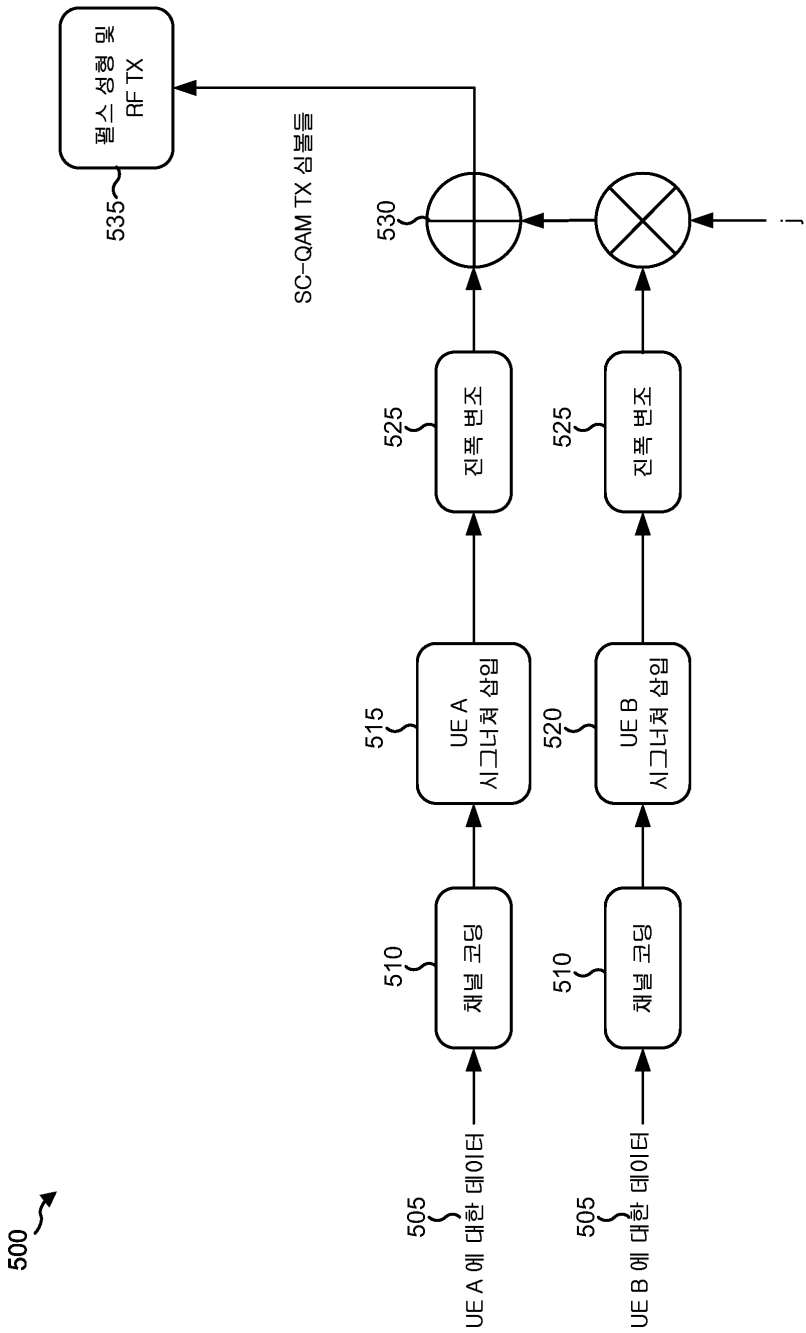 500
펄스 성형 및
RF TX
535
SC-QAM TX 심볼들
530
j
525
진폭 변조
525
진폭 변조
515
UE A
시그너쳐 삽입
520
UE B
시그너쳐 삽입
510
채널 코딩
510
채널 코딩
505
UE A 에 대한 데이터
505
UE B 에 대한 데이터